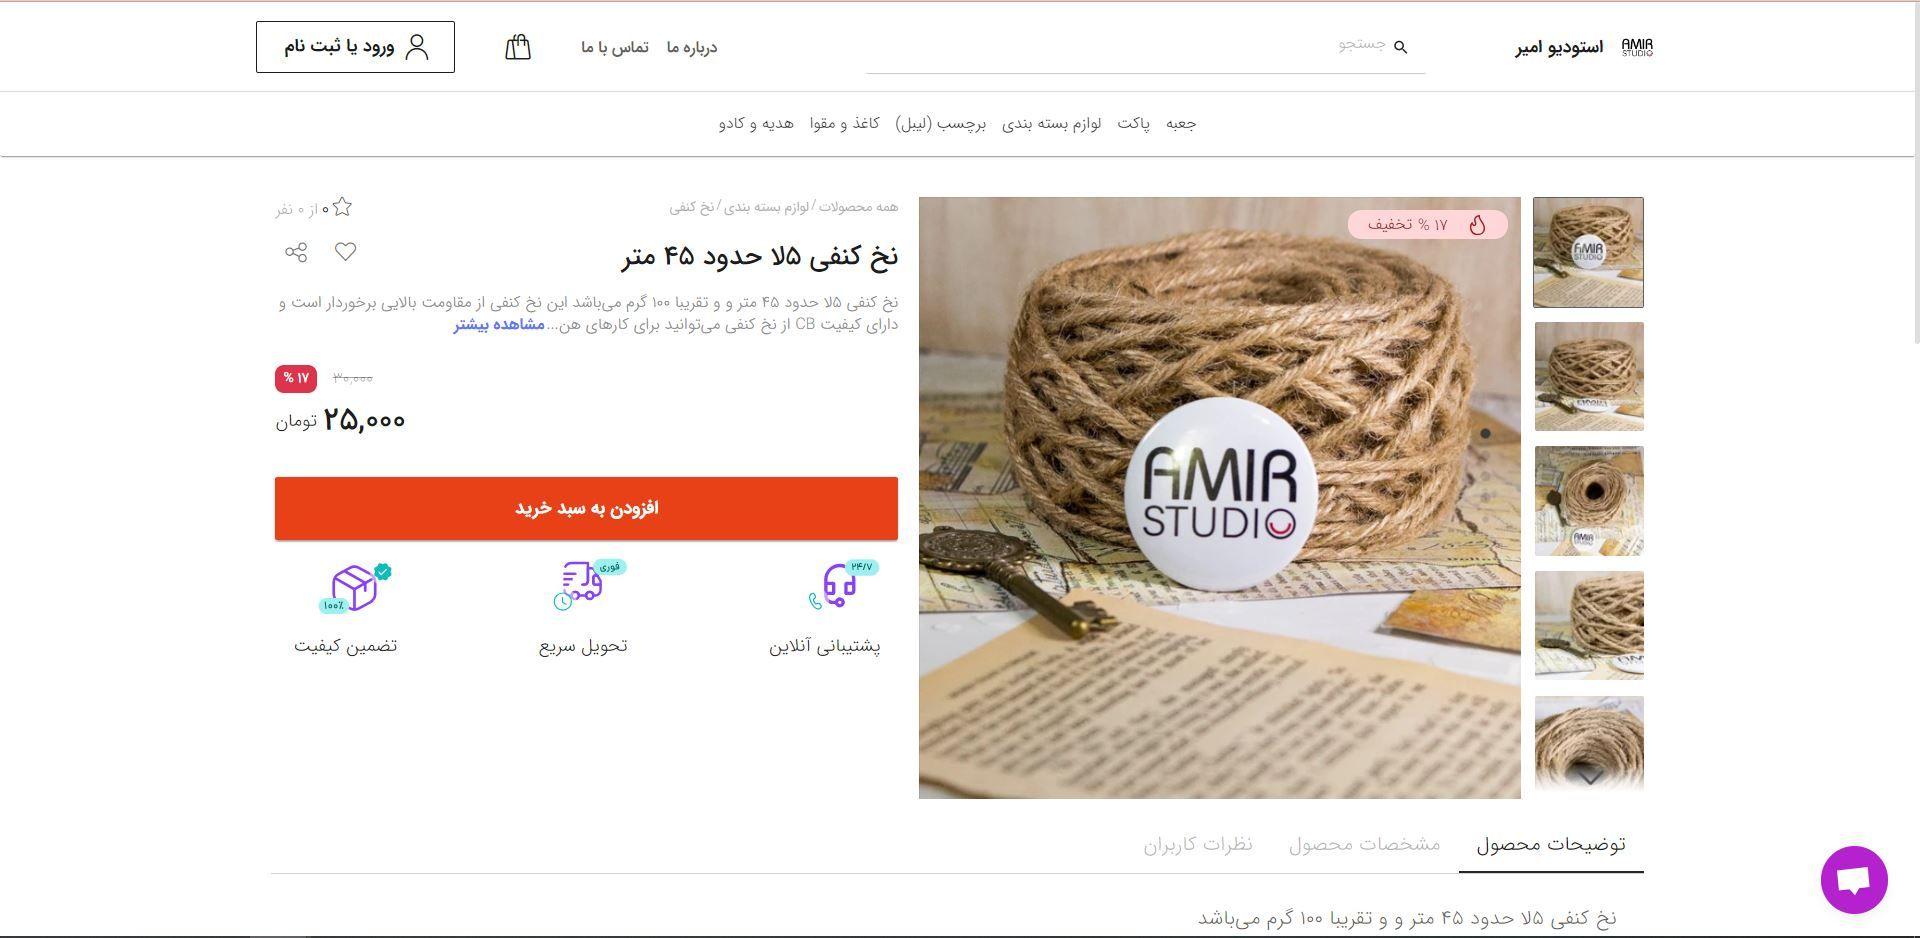 AMIR
STUDIO
استودیو امیر
جستجو
درباره ما
تماس با ما
ورود یا ثبت نام
جعبه
پاکت
لوازم بسته بندی
برچسب (لیبل)
کاغذ و مقوا
هدیه و کادو
۱۷ % تخفیف
AMIR
STUDIO
همه محصولات/لوازم بسته بندی/نخ کنفی
۰ از ۰ نفر
نخ کنفی ۵لا حدود ۴۵ متر
نخ کنفی ۵لا حدود ۴۵ متر و و تقریبا ۱۰۰ گرم می‌باشد این نخ کنفی از مقاومت بالایی برخوردار است و
دارای کیفیت CB از نخ کنفی می‌توانید برای کارهای هن...مشاهده بیشتر
۳۰,۰۰۰
۱۷ %
۲۵,۰۰۰ تومان
افزودن به سبد خرید
۲۴/۷
پشتیبانی آنلاین
فوری
تحویل سریع
۱۰۰٪
تضمین کیفیت
توضیحات محصول
مشخصات محصول
نظرات کاربران
نخ کنفی ۵لا حدود ۴۵ متر و و تقریبا ۱۰۰ گرم می‌باشد